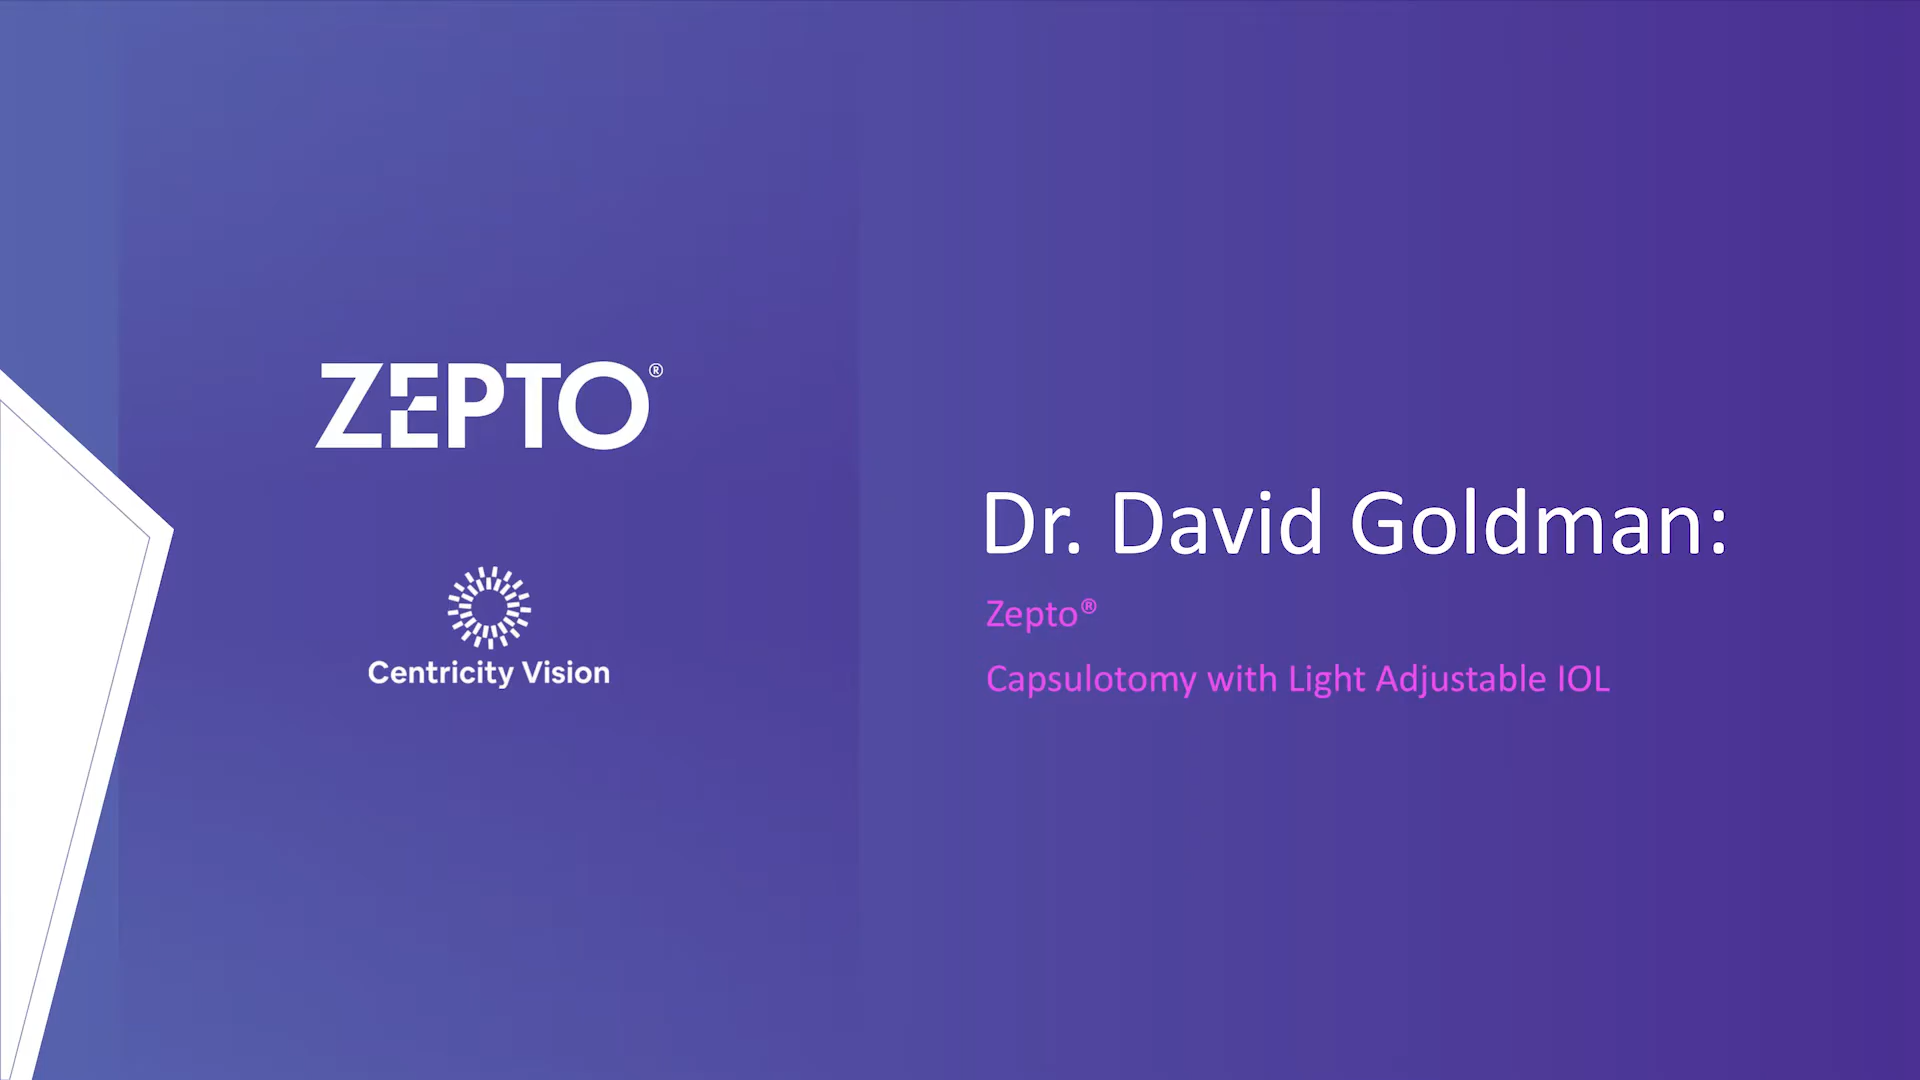 ZEPTO®
Centricity Vision
Dr. David Goldman:
Zepto®
Capsulotomy with Light Adjustable IOL